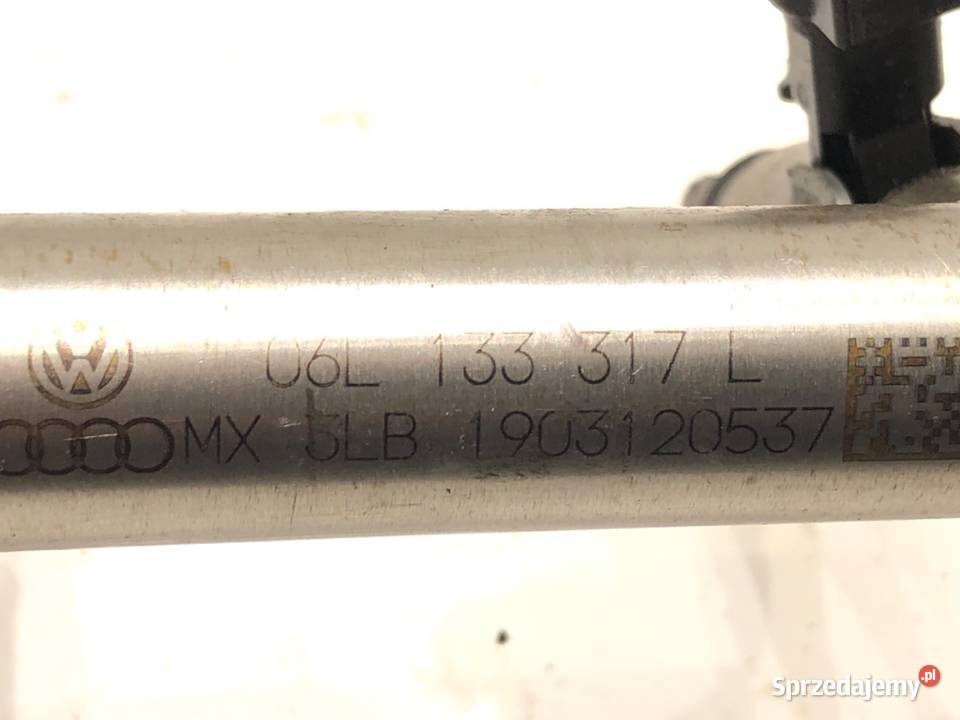 06L 133 317 L
MX 3LB 1903120537
Sprzedajemy.pl